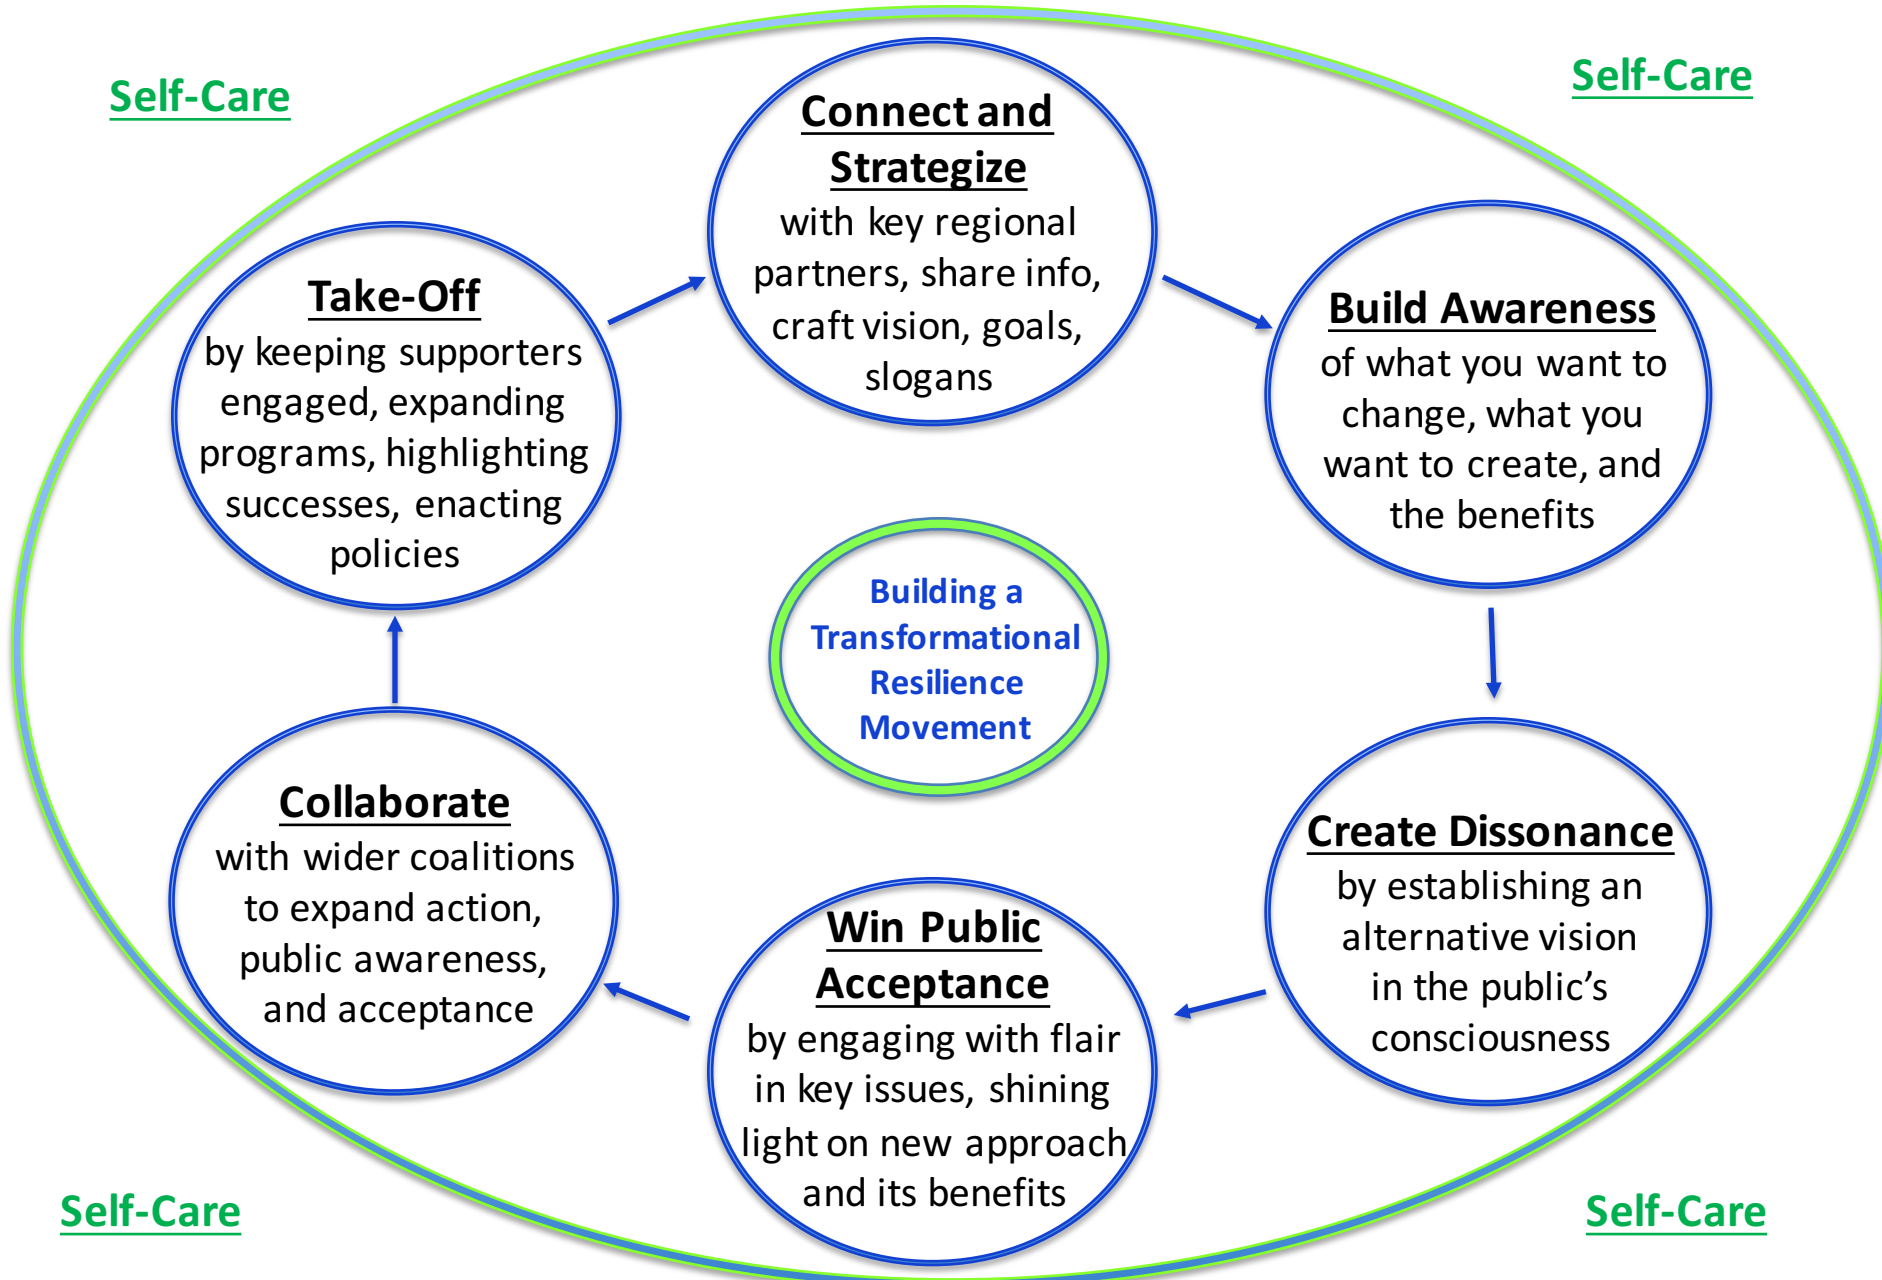 Self-Care
Self-Care
Connect and
Strategize
with key regional
partners, share info,
craft vision, goals,
slogans
Build Awareness
of what you want to
change, what you
want to create, and
the benefits
Create Dissonance
by establishing an
alternative vision
in the public’s
consciousness
Win Public
Acceptance
by engaging with flair
in key issues, shining
light on new approach
and its benefits
Collaborate
with wider coalitions
to expand action,
public awareness,
and acceptance
Take-Off
by keeping supporters
engaged, expanding
programs, highlighting
successes, enacting
policies
Building a
Transformational
Resilience
Movement
Self-Care
Self-Care